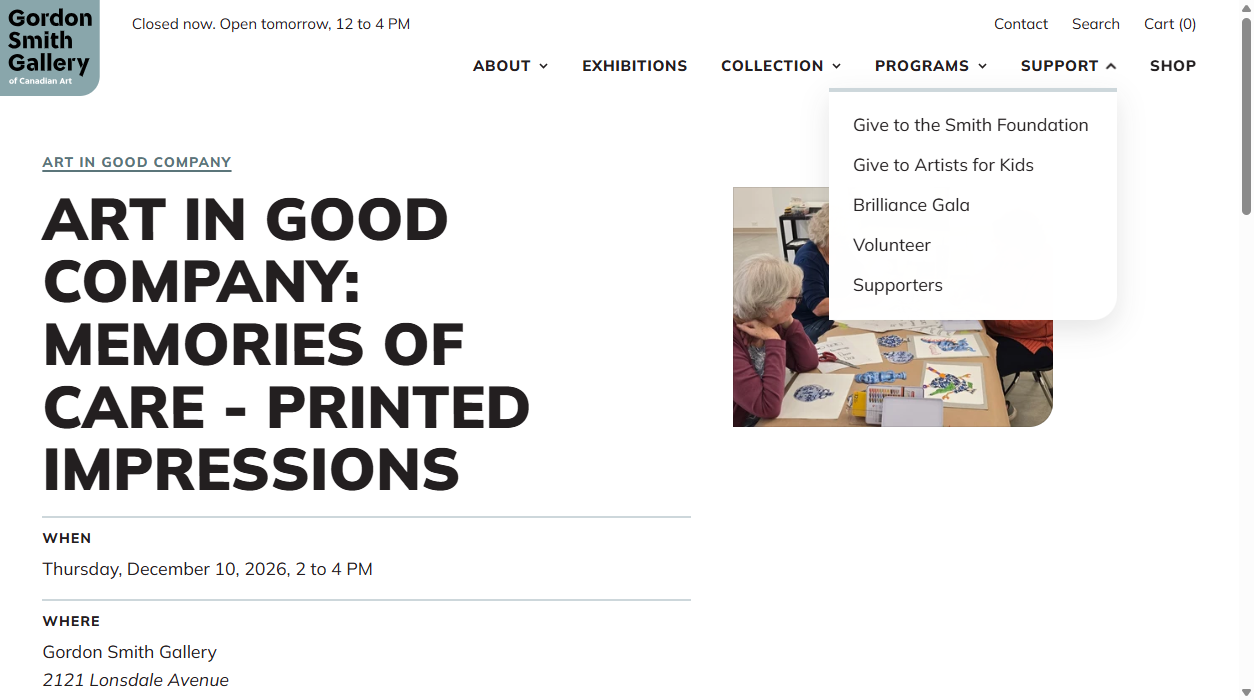 Gordon
Smith
Gallery
of Canadian Art
Closed now. Open tomorrow, 12 to 4 PM
Contact Search Cart (0)
ABOUT EXHIBITIONS COLLECTION PROGRAMS SUPPORT SHOP
Give to the Smith Foundation
Give to Artists for Kids
Brilliance Gala
Volunteer
Supporters
ART IN GOOD COMPANY
ART IN GOOD
COMPANY:
MEMORIES OF
CARE - PRINTED
IMPRESSIONS
WHEN
Thursday, December 10, 2026, 2 to 4 PM
WHERE
Gordon Smith Gallery
2121 Lonsdale Avenue